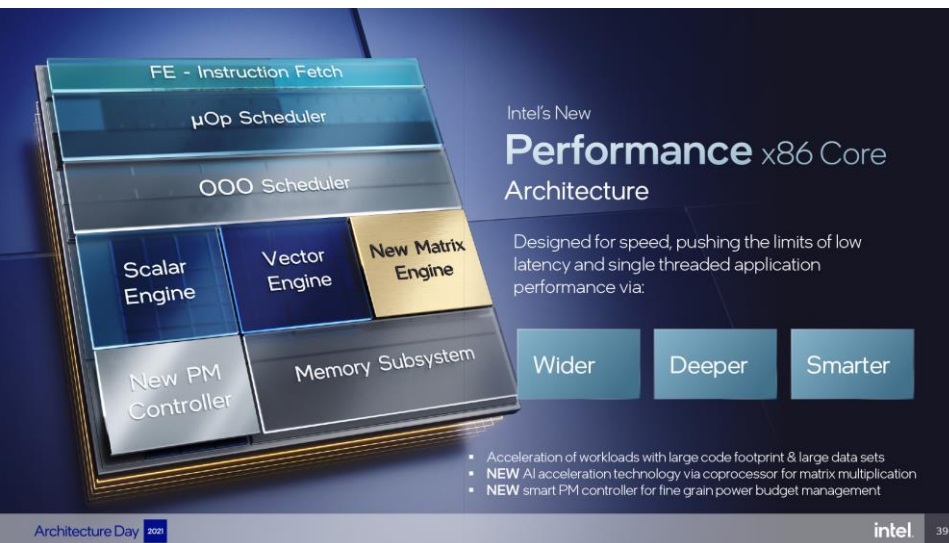 FE - Instruction Fetch
µOp Scheduler
OOO Scheduler
Scalar
Engine
Vector
Engine
New Matrix
Engine
New PM
Controller
Memory Subsystem
Intel's New
Performance x86 Core
Architecture
Designed for speed, pushing the limits of low
latency and single threaded application
performance via:
Wider
Deeper
Smarter
▪ Acceleration of workloads with large code footprint & large data sets
▪ NEW AI acceleration technology via coprocessor for matrix multiplication
▪ NEW smart PM controller for fine grain power budget management
Architecture Day 2021
intel. 39